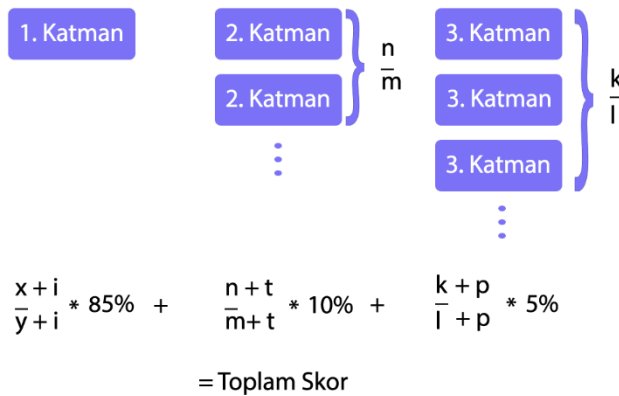 1. Katman 2. Katman 3. Katman
n
m
2. Katman 3. Katman
k
l
3. Katman
x + i / y + i * 85% + n + t / m + t * 10% + k + p / l + p * 5%
= Toplam Skor